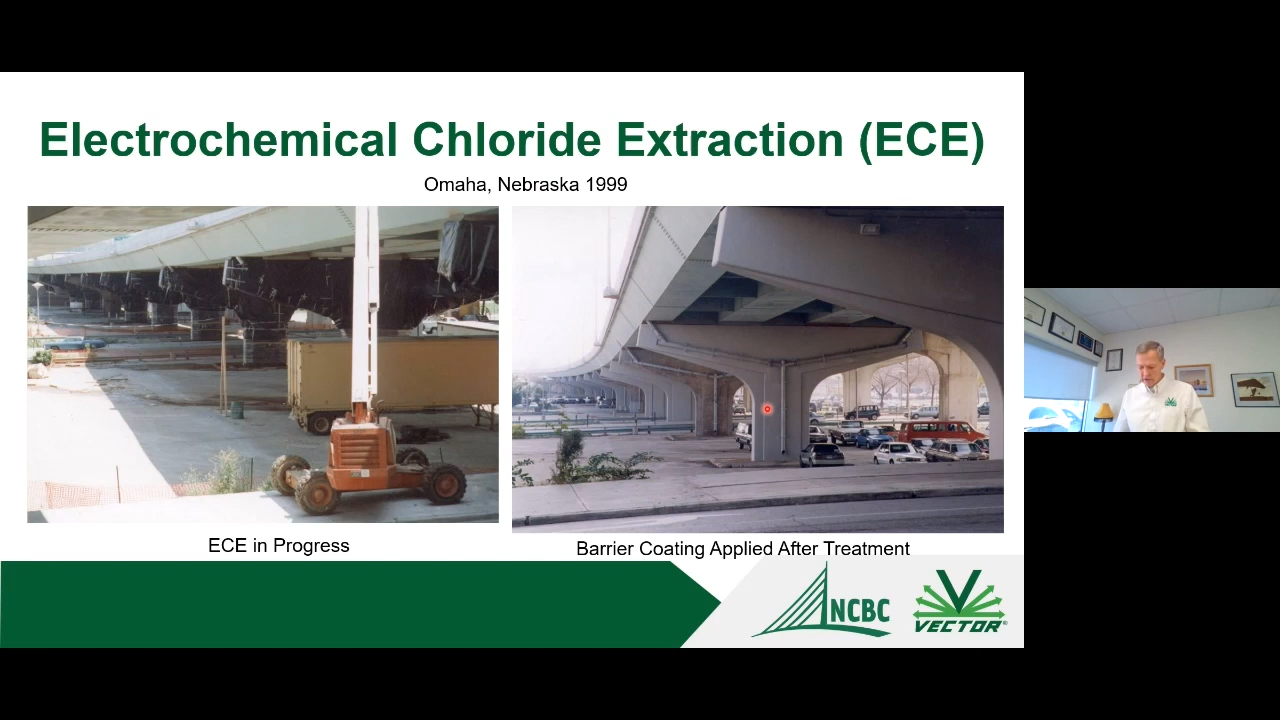 Electrochemical Chloride Extraction (ECE)
Omaha, Nebraska 1999
ECE in Progress
Barrier Coating Applied After Treatment
NCBC
VECTOR®